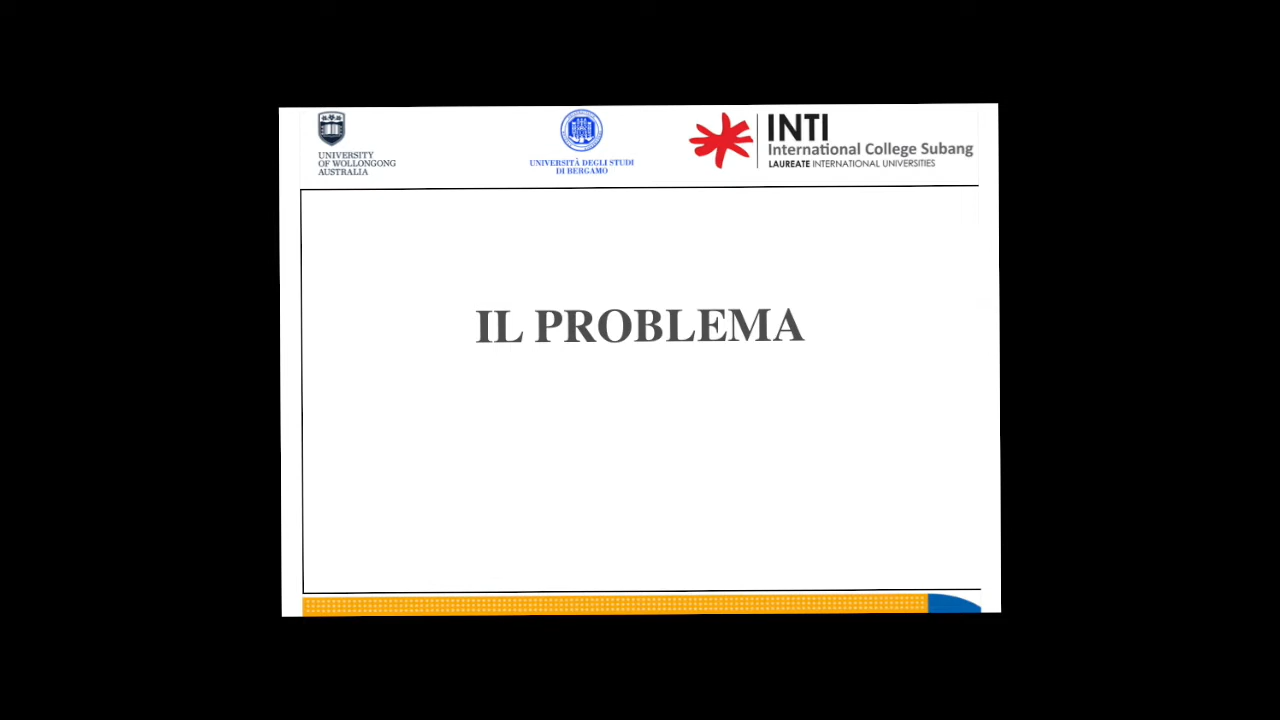 UNIVERSITY
OF WOLLONGONG
AUSTRALIA
UNIVERSITÀ DEGLI STUDI
DI BERGAMO
INTI
International College Subang
LAUREATE INTERNATIONAL UNIVERSITIES
IL PROBLEMA